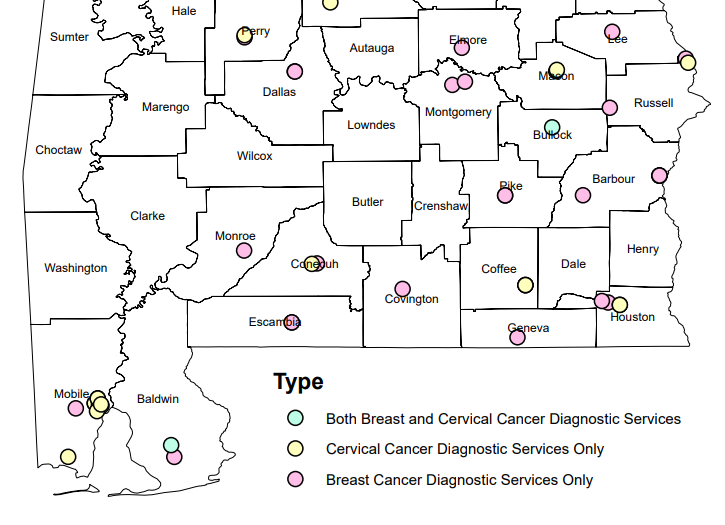 Hale
Sumter
Perry
Autauga
Elmore
Lee
Macon
Dallas
Marengo
Montgomery
Russell
Lowndes
Bullock
Choctaw
Wilcox
Pike
Barbour
Butler
Crenshaw
Clarke
Monroe
Henry
Washington
Conecuh
Coffee
Dale
Covington
Escambia
Geneva
Houston
Mobile
Baldwin
Type
Both Breast and Cervical Cancer Diagnostic Services
Cervical Cancer Diagnostic Services Only
Breast Cancer Diagnostic Services Only